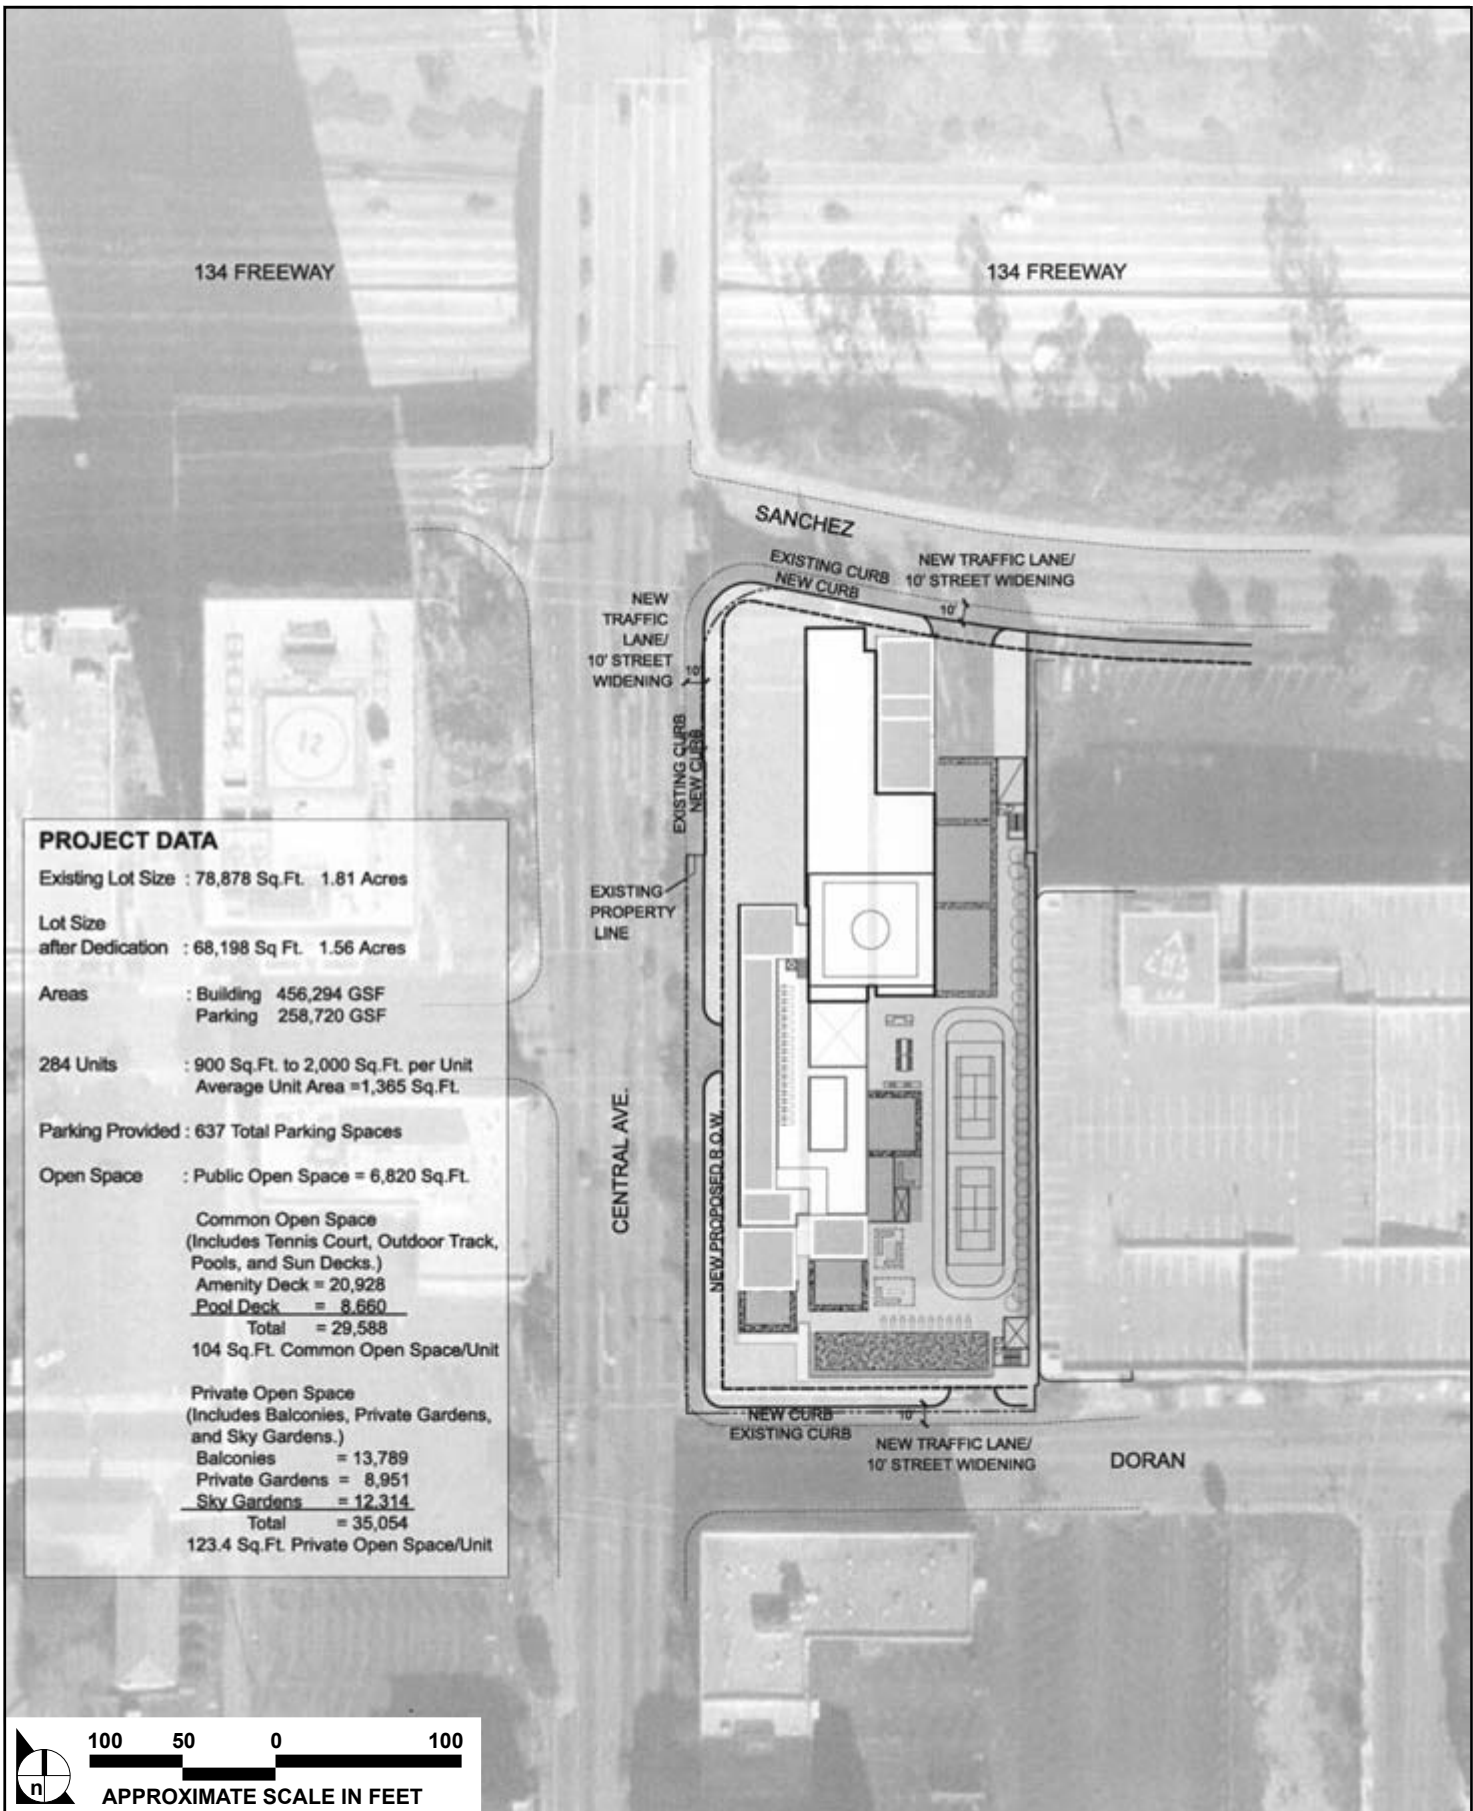 134 FREEWAY
134 FREEWAY
SANCHEZ
EXISTING CURB
NEW CURB
NEW TRAFFIC LANE/
10' STREET WIDENING
10'
NEW
TRAFFIC
LANE/
10' STREET
WIDENING
10'
EXISTING CURB
NEW CURB
12
EXISTING
PROPERTY
LINE
CENTRAL AVE.
NEW PROPOSED R.O.W.
PROJECT DATA
Existing Lot Size : 78,878 Sq.Ft. 1.81 Acres
Lot Size
after Dedication : 68,198 Sq Ft. 1.56 Acres
Areas : Building 456,294 GSF
Parking 258,720 GSF
284 Units : 900 Sq.Ft. to 2,000 Sq.Ft. per Unit
Average Unit Area =1,365 Sq.Ft.
Parking Provided : 637 Total Parking Spaces
Open Space : Public Open Space = 6,820 Sq.Ft.
Common Open Space
(Includes Tennis Court, Outdoor Track,
Pools, and Sun Decks.)
Amenity Deck = 20,928
Pool Deck = 8,660
Total = 29,588
104 Sq.Ft. Common Open Space/Unit
Private Open Space
(Includes Balconies, Private Gardens,
and Sky Gardens.)
Balconies = 13,789
Private Gardens = 8,951
Sky Gardens = 12,314
Total = 35,054
123.4 Sq.Ft. Private Open Space/Unit
NEW CURB
EXISTING CURB
10'
NEW TRAFFIC LANE/
10' STREET WIDENING
DORAN
n
100 50 0 100
APPROXIMATE SCALE IN FEET